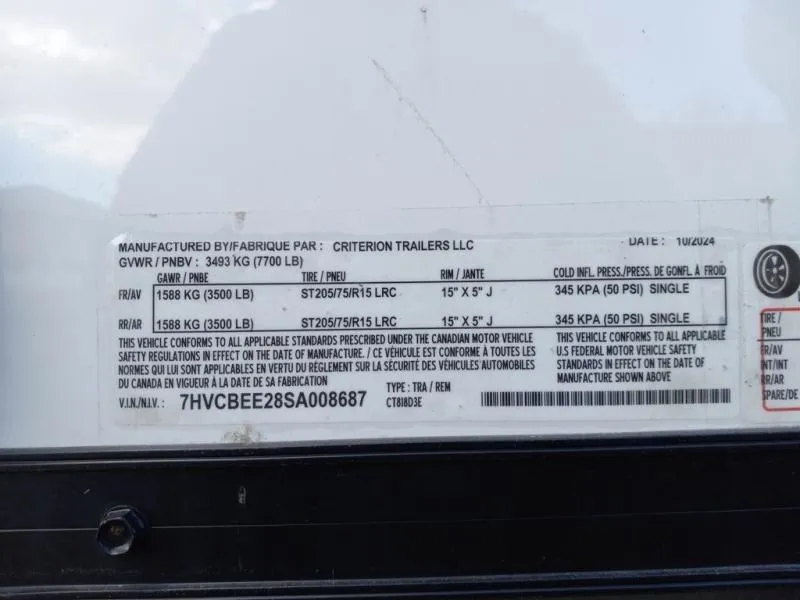 MANUFACTURED BY/FABRIQUE PAR : CRITERION TRAILERS LLC DATE : 10/2024
GVWR / PNBV : 3493 KG (7700 LB)
GAWR / PNBE TIRE / PNEU RIM / JANTE COLD INFL. PRESS./PRESS. DE GONFL. À FROID
FR/AV 1588 KG (3500 LB) ST205/75/R15 LRC 15" X 5" J 345 KPA (50 PSI) SINGLE
RR/AR 1588 KG (3500 LB) ST205/75/R15 LRC 15" X 5" J 345 KPA (50 PSI) SINGLE
THIS VEHICLE CONFORMS TO ALL APPLICABLE STANDARDS PRESCRIBED UNDER THE CANADIAN MOTOR VEHICLE
SAFETY REGULATIONS IN EFFECT ON THE DATE OF MANUFACTURE. / CE VÉHICULE EST CONFORME À TOUTES LES
NORMES QUI LUI SONT APPLICABLES EN VERTU DU RÈGLEMENT SUR LA SÉCURITÉ DES VÉHICULES AUTOMOBILES
DU CANADA EN VIGUEUR À LA DATE DE SA FABRICATION
THIS VEHICLE CONFORMS TO ALL APPLICABLE
U.S FEDERAL MOTOR VEHICLE SAFETY
STANDARDS IN EFFECT ON THE DATE OF
MANUFACTURE SHOWN ABOVE.
V.I.N./N.I.V. : 7HVCBEE28SA008687
TYPE : TRA / REM
CT818D3E
TIRE /
PNEU
FR/AV
INT/INT
RR/AR
SPARE/DE